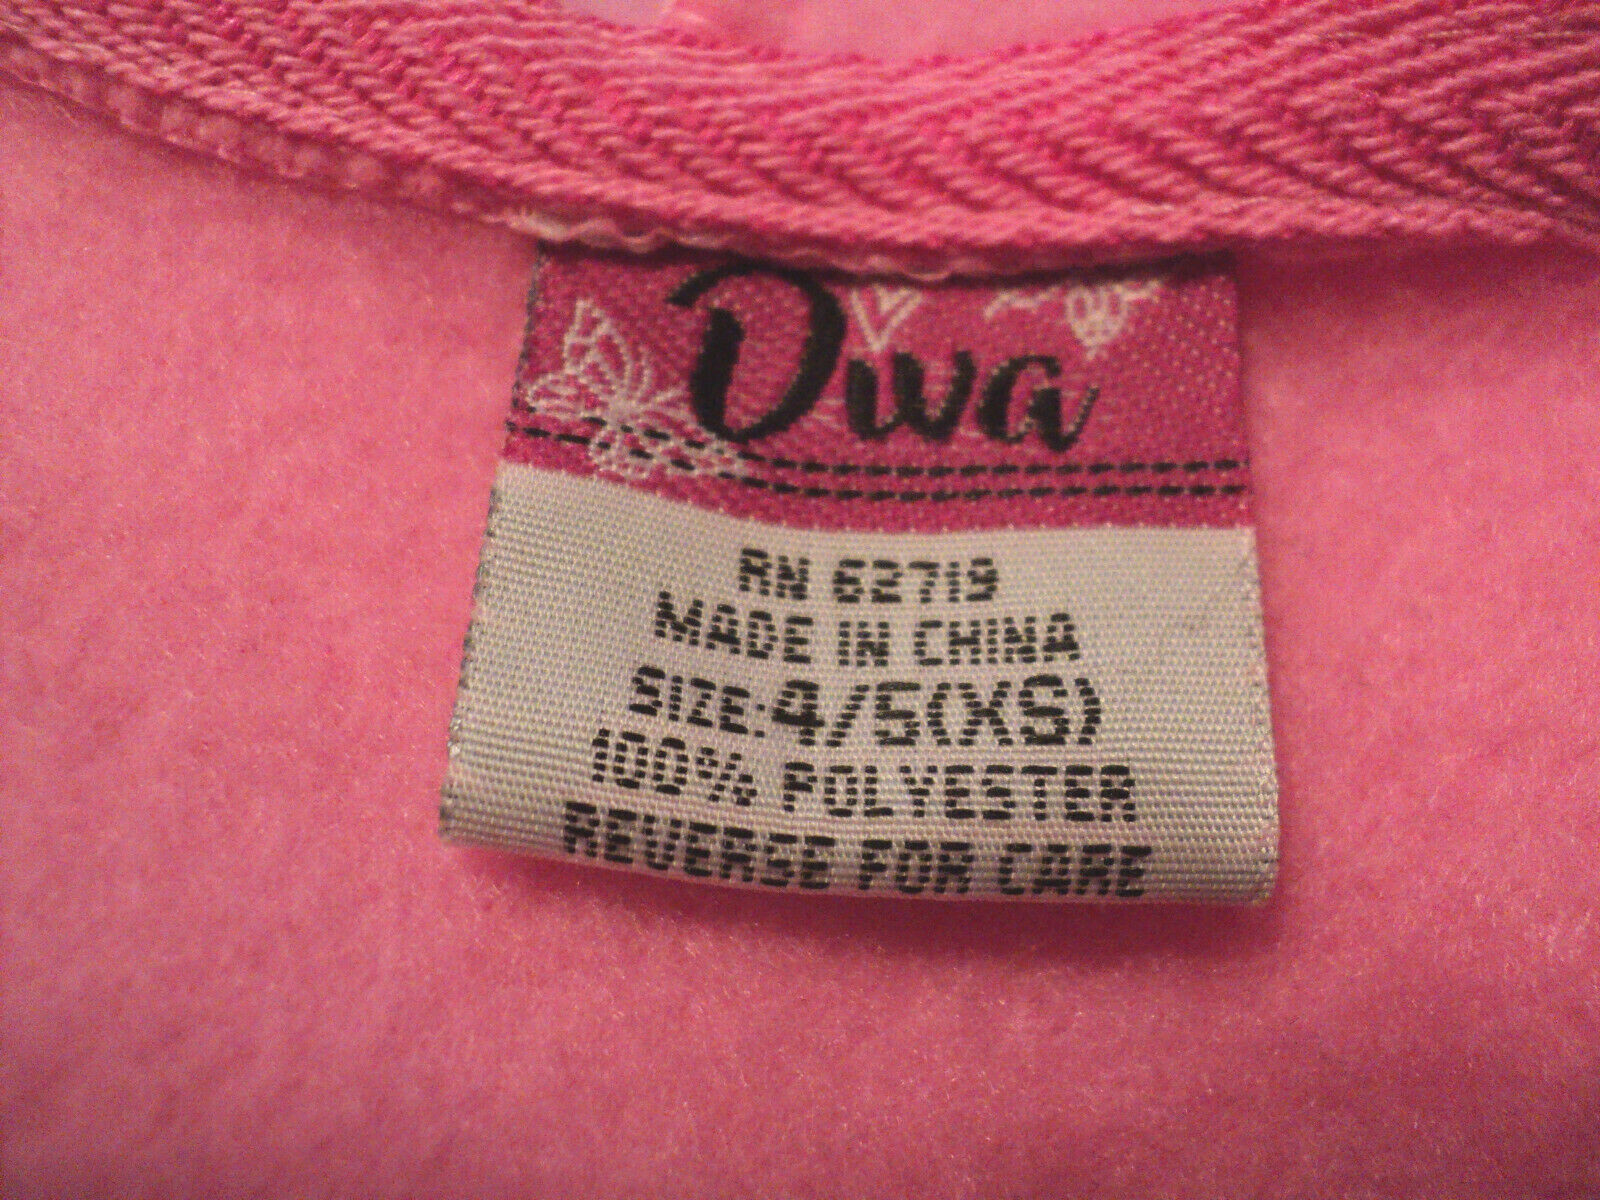 Diva
RN 62719
MADE IN CHINA
SIZE:4/5(XS)
100% POLYESTER
REVERSE FOR CARE